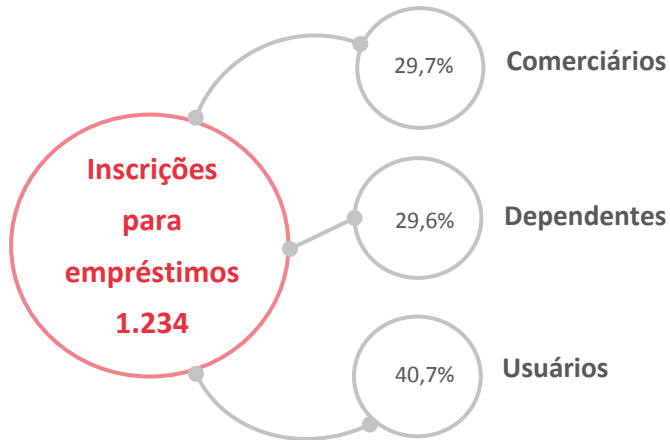 Inscrições
para
empréstimos
1.234
29,7%
Comerciários
29,6%
Dependentes
40,7%
Usuários